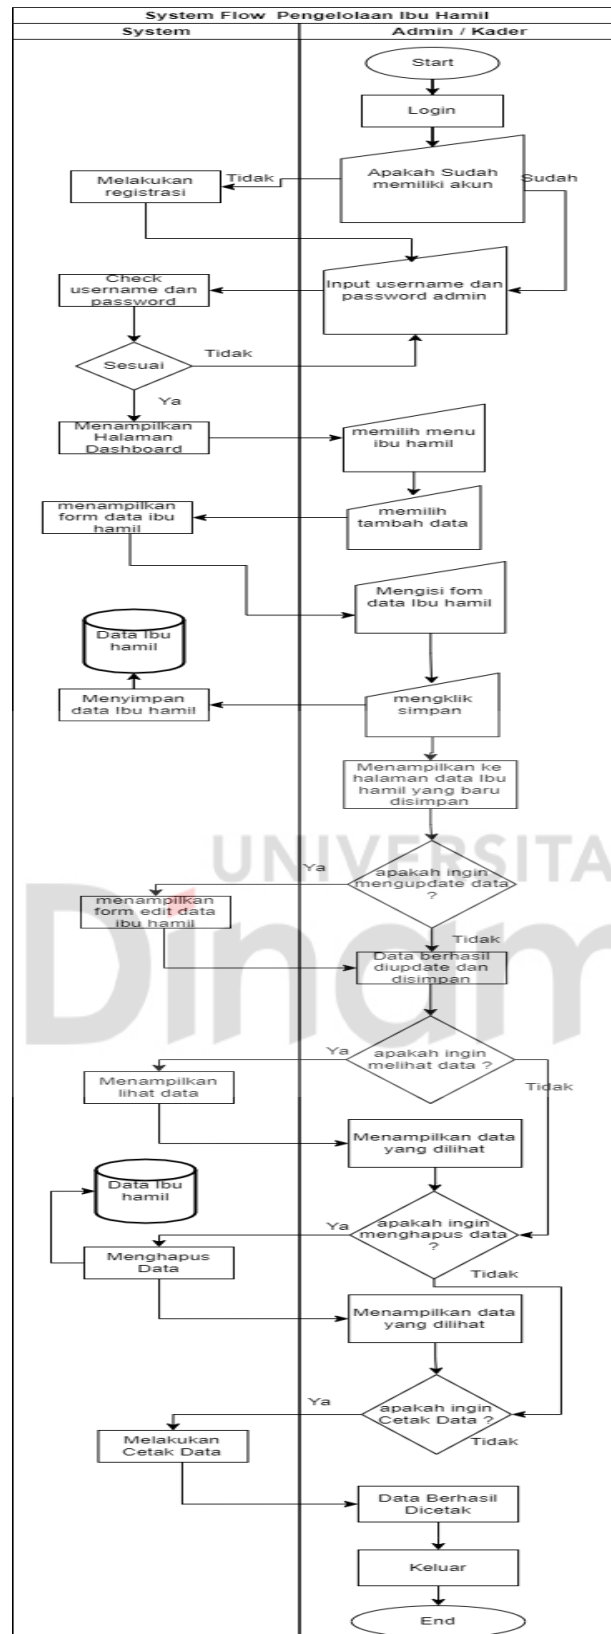 System Flow Pengelolaan Ibu Hamil
System
Admin / Kader
Start
Login
Apakah Sudah
memiliki akun
Tidak
Sudah
Melakukan
registrasi
Input username dan
password admin
Check
username dan
password
Sesuai
Tidak
Ya
Menampilkan
Halaman
Dashboard
memilih menu
ibu hamil
memilih
tambah data
menampilkan
form data ibu
hamil
Mengisi fom
data Ibu hamil
Data Ibu
hamil
mengklik
simpan
Menyimpan
data Ibu hamil
Menampilkan ke
halaman data Ibu
hamil yang baru
disimpan
UNIVERSITA
Dinam
apakah ingin
mengupdate data
?
Ya
Tidak
menampilkan
form edit data
ibu hamil
Data berhasil
diupdate dan
disimpan
apakah ingin
melihat data ?
Ya
Tidak
Menampilkan
lihat data
Menampilkan data
yang dilihat
Data Ibu
hamil
apakah ingin
menghapus data
?
Ya
Tidak
Menghapus
Data
Menampilkan data
yang dilihat
apakah ingin
Cetak Data ?
Ya
Tidak
Melakukan
Cetak Data
Data Berhasil
Dicetak
Keluar
End